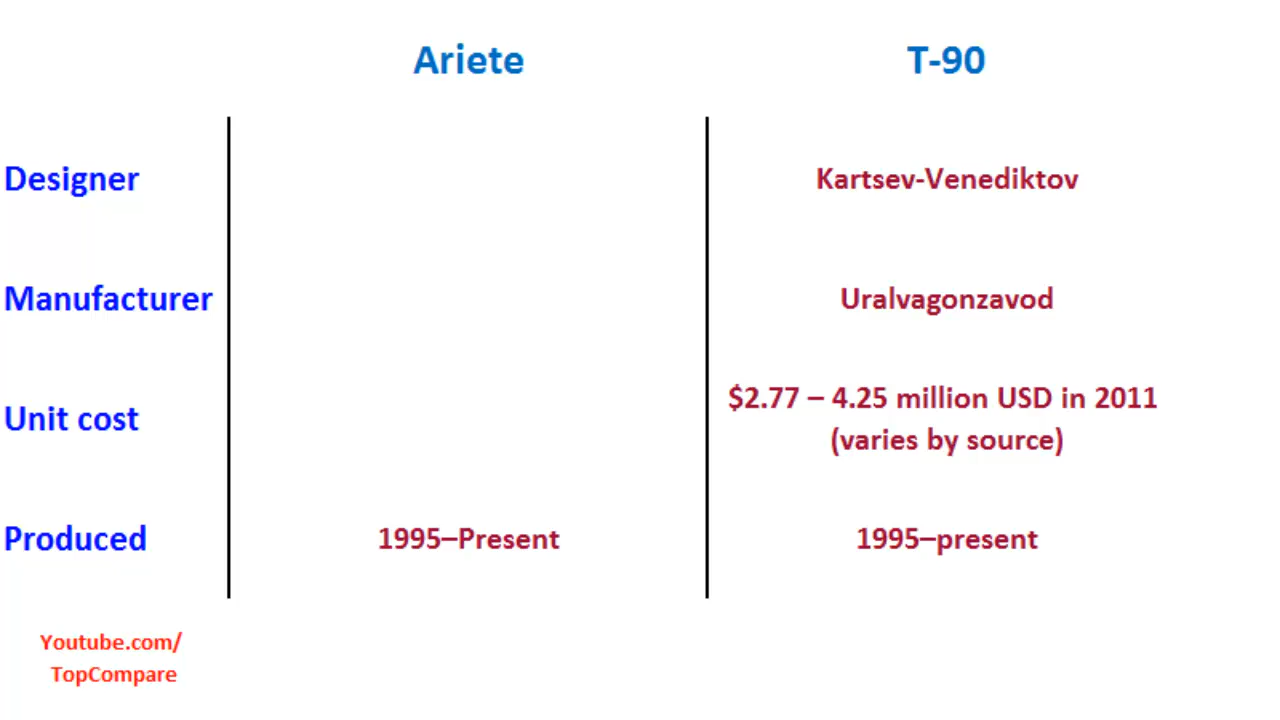 Ariete T-90
Designer Kartsev-Venediktov
Manufacturer Uralvagonzavod
Unit cost $2.77 – 4.25 million USD in 2011
(varies by source)
Produced 1995–Present 1995–present
Youtube.com/
TopCompare